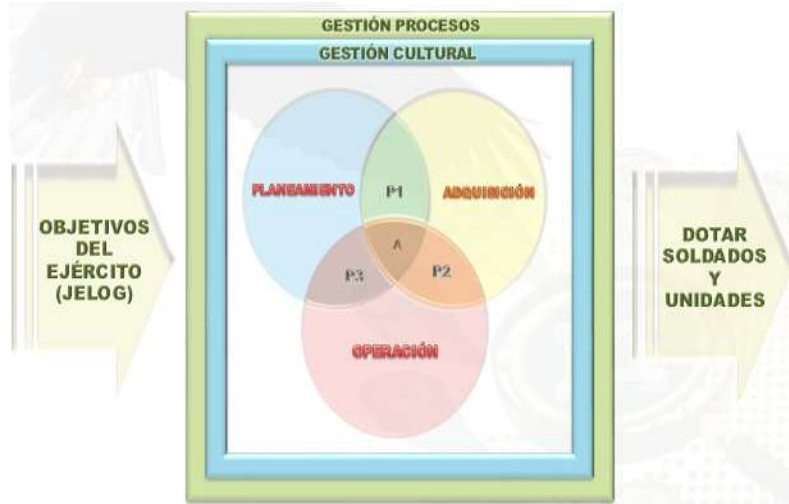 GESTIÓN PROCESOS
GESTIÓN CULTURAL
OBJETIVOS
DEL
EJÉRCITO
(JELOG)
PLANEAMIENTO
P1
ADQUISICIÓN
A
P3
P2
OPERACIÓN
DOTAR
SOLDADOS
Y
UNIDADES